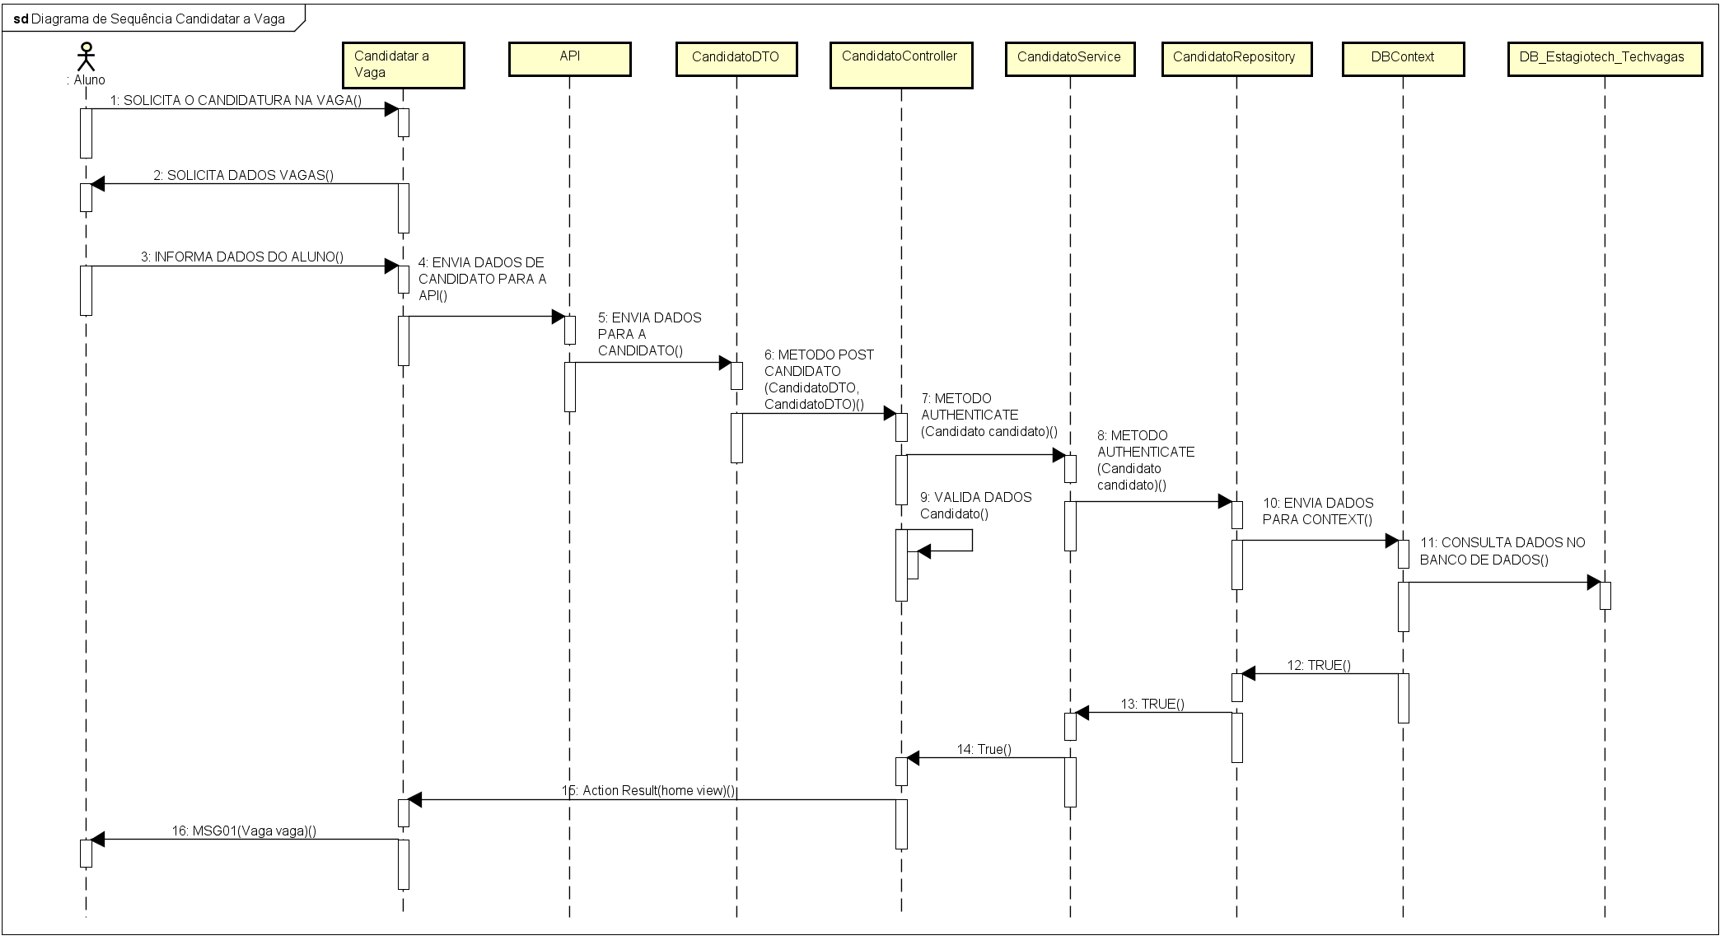 sd Diagrama de Sequência Candidatar a Vaga
: Aluno
Candidatar a
Vaga
API
CandidatoDTO
CandidatoController
CandidatoService
CandidatoRepository
DBContext
DB_Estagiotech_Techvagas
1: SOLICITA O CANDIDATURA NA VAGA()
2: SOLICITA DADOS VAGAS()
3: INFORMA DADOS DO ALUNO()
4: ENVIA DADOS DE
CANDIDATO PARA A
API()
5: ENVIA DADOS
PARA A
CANDIDATO()
6: METODO POST
CANDIDATO
(CandidatoDTO,
CandidatoDTO)()
7: METODO
AUTHENTICATE
(Candidato candidato)()
8: METODO
AUTHENTICATE
(Candidato
candidato)()
9: VALIDA DADOS
Candidato()
10: ENVIA DADOS
PARA CONTEXT()
11: CONSULTA DADOS NO
BANCO DE DADOS()
12: TRUE()
13: TRUE()
14: True()
15: Action Result(home view)()
16: MSG01(Vaga vaga)()